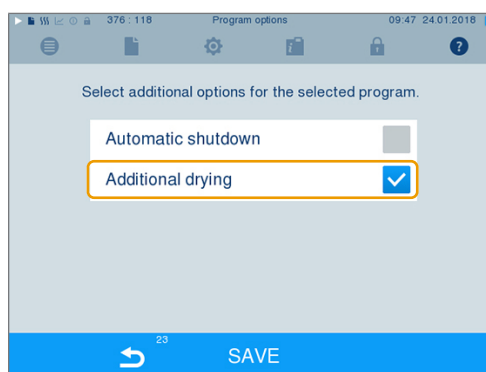 376 : 118 Program options 09:47 24.01.2018
i
?
Select additional options for the selected program.
Automatic shutdown
Additional drying
23
SAVE